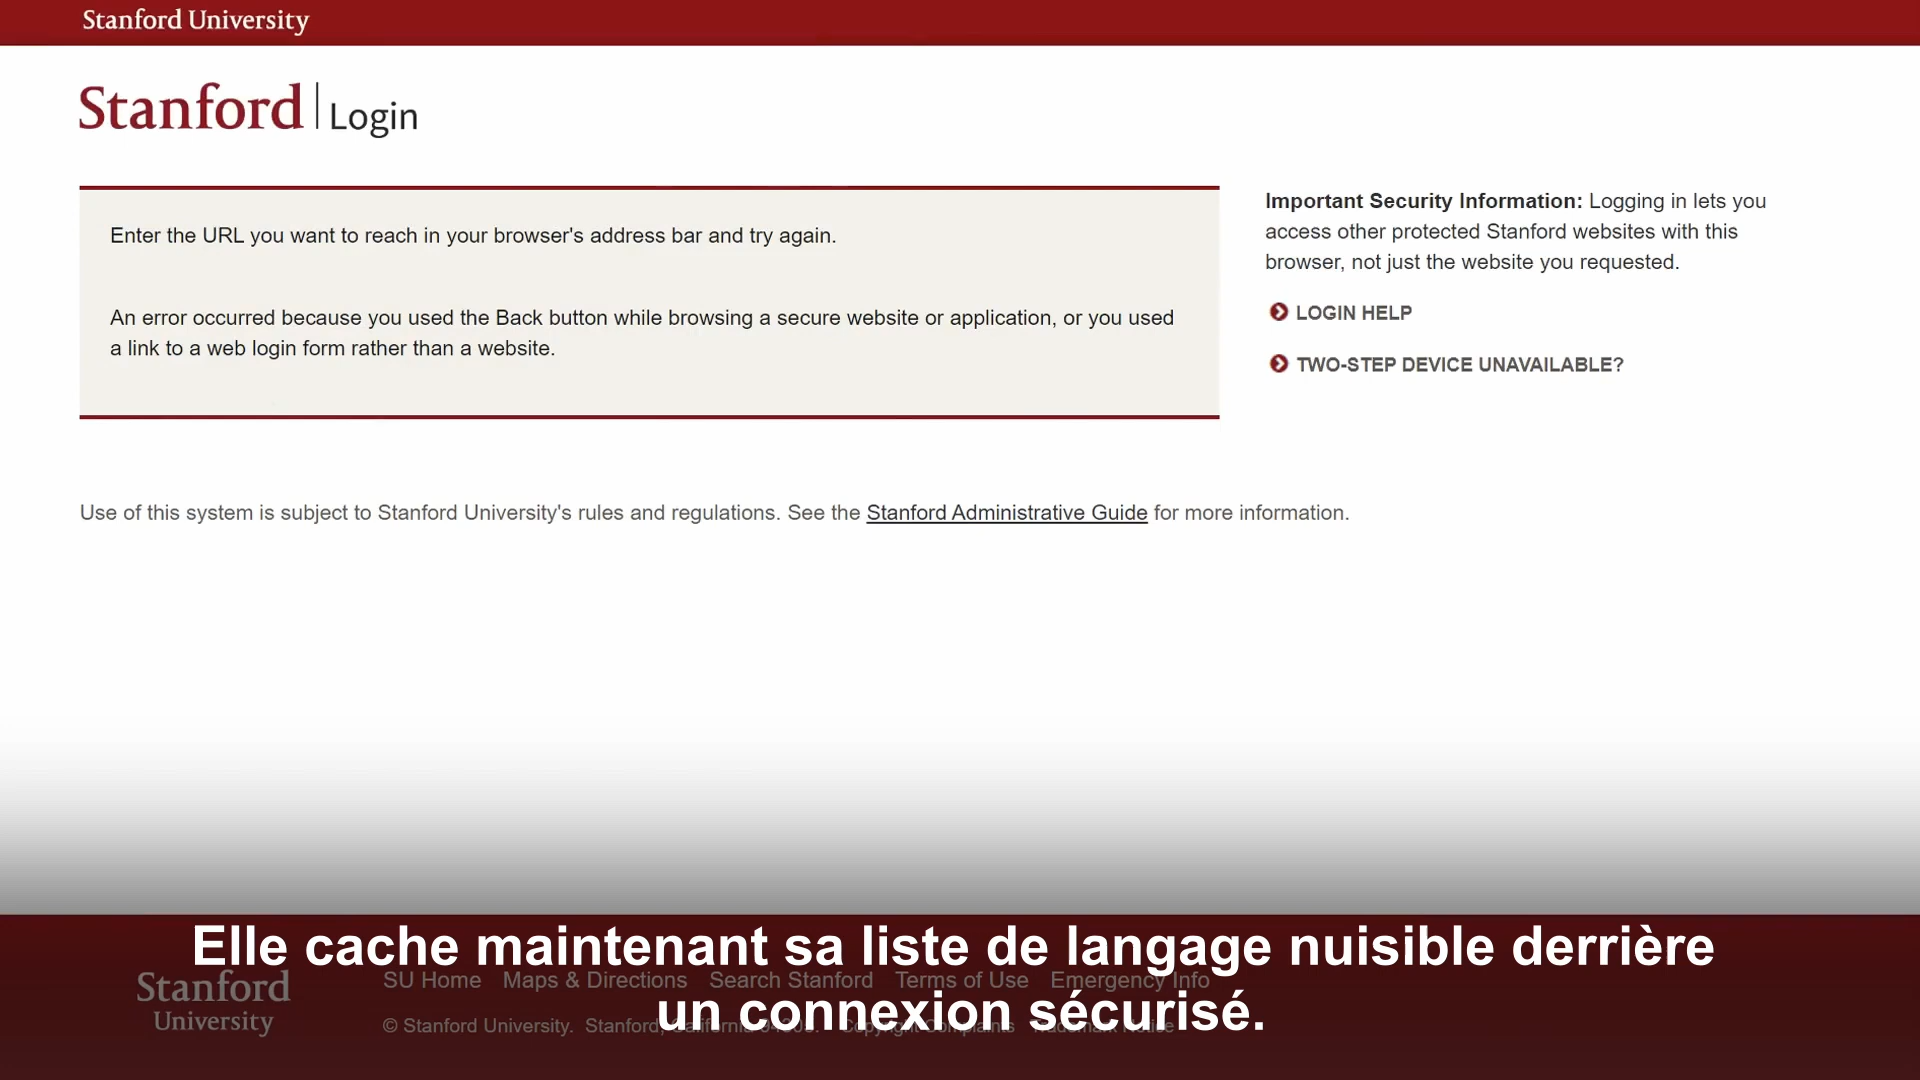 Stanford University
Stanford | Login
Enter the URL you want to reach in your browser's address bar and try again.
An error occurred because you used the Back button while browsing a secure website or application, or you used
a link to a web login form rather than a website.
Important Security Information: Logging in lets you
access other protected Stanford websites with this
browser, not just the website you requested.
LOGIN HELP
TWO-STEP DEVICE UNAVAILABLE?
Use of this system is subject to Stanford University's rules and regulations. See the Stanford Administrative Guide for more information.
Elle cache maintenant sa liste de langage nuisible derrière
un connexion sécurisé.
Stanford
University
SU Home Maps & Directions Search Stanford Terms of Use Emergency Info
© Stanford University. Stanford, California Copyright Complaints